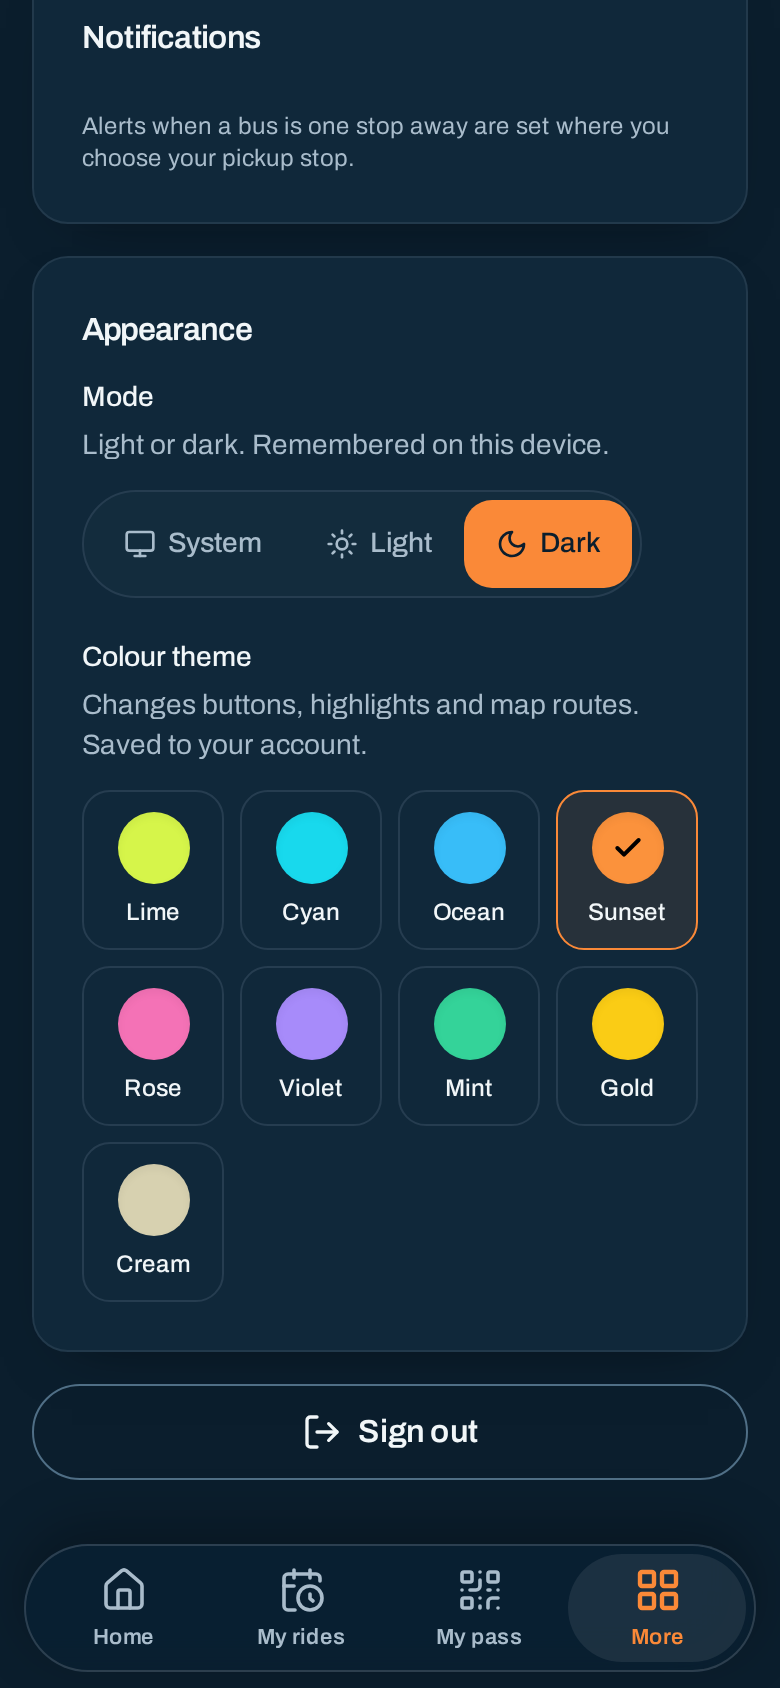 Notifications
Alerts when a bus is one stop away are set where you
choose your pickup stop.
Appearance
Mode
Light or dark. Remembered on this device.
System Light Dark
Colour theme
Changes buttons, highlights and map routes.
Saved to your account.
Lime Cyan Ocean Sunset
Rose Violet Mint Gold
Cream
Sign out
Home My rides My pass More